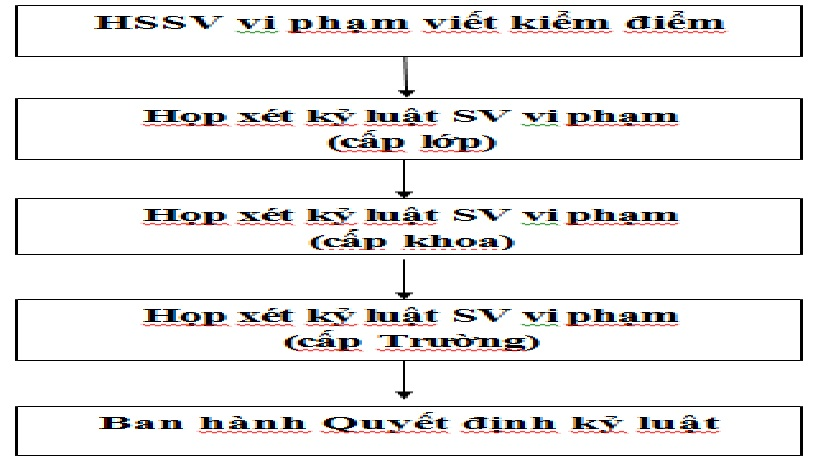 HSSV vi phạm viết kiểm điểm
Họp xét kỷ luật SV vi phạm
(cấp lớp)
Họp xét kỷ luật SV vi phạm
(cấp khoa)
Họp xét kỷ luật SV vi phạm
(cấp Trường)
Ban hành Quyết định kỷ luật